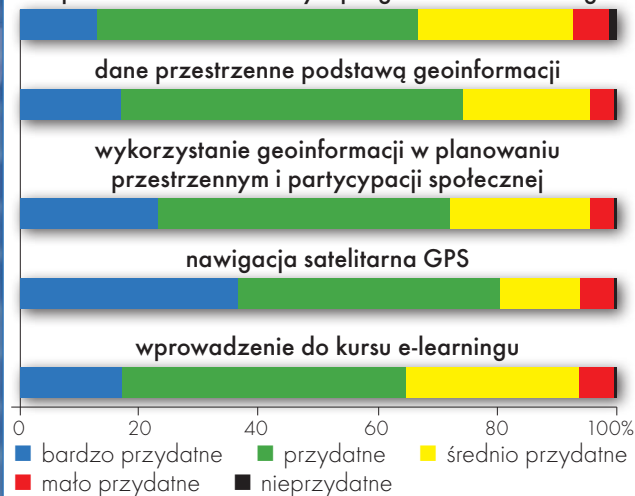 dane przestrzenne podstawą geoinformacji
wykorzystanie geoinformacji w planowaniu
przestrzennym i partycypacji społecznej
nawigacja satelitarna GPS
wprowadzenie do kursu e-learningu
0 20 40 60 80 100%
bardzo przydatne przydatne średnio przydatne
mało przydatne nieprzydatne